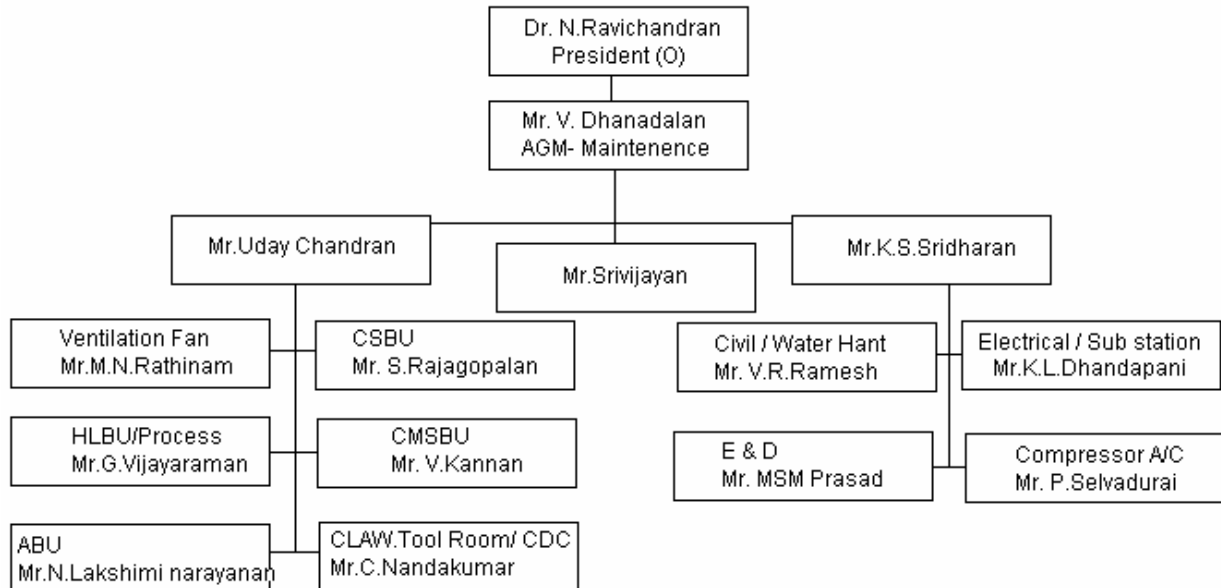 Dr. N.Ravichandran
President (O)
Mr. V. Dhanadalan
AGM- Maintenence
Mr.Uday Chandran
Mr.Srivijayan
Mr.K.S.Sridharan
Ventilation Fan
Mr.M.N.Rathinam
CSBU
Mr. S.Rajagopalan
Civil / Water Hant
Mr. V.R.Ramesh
Electrical / Sub station
Mr.K.L.Dhandapani
HLBU/Process
Mr.G.Vijayaraman
CMSBU
Mr. V.Kannan
E & D
Mr. MSM Prasad
Compressor A/C
Mr. P.Selvadurai
ABU
Mr.N.Lakshimi narayanan
CLAW.Tool Room/ CDC
Mr.C.Nandakumar